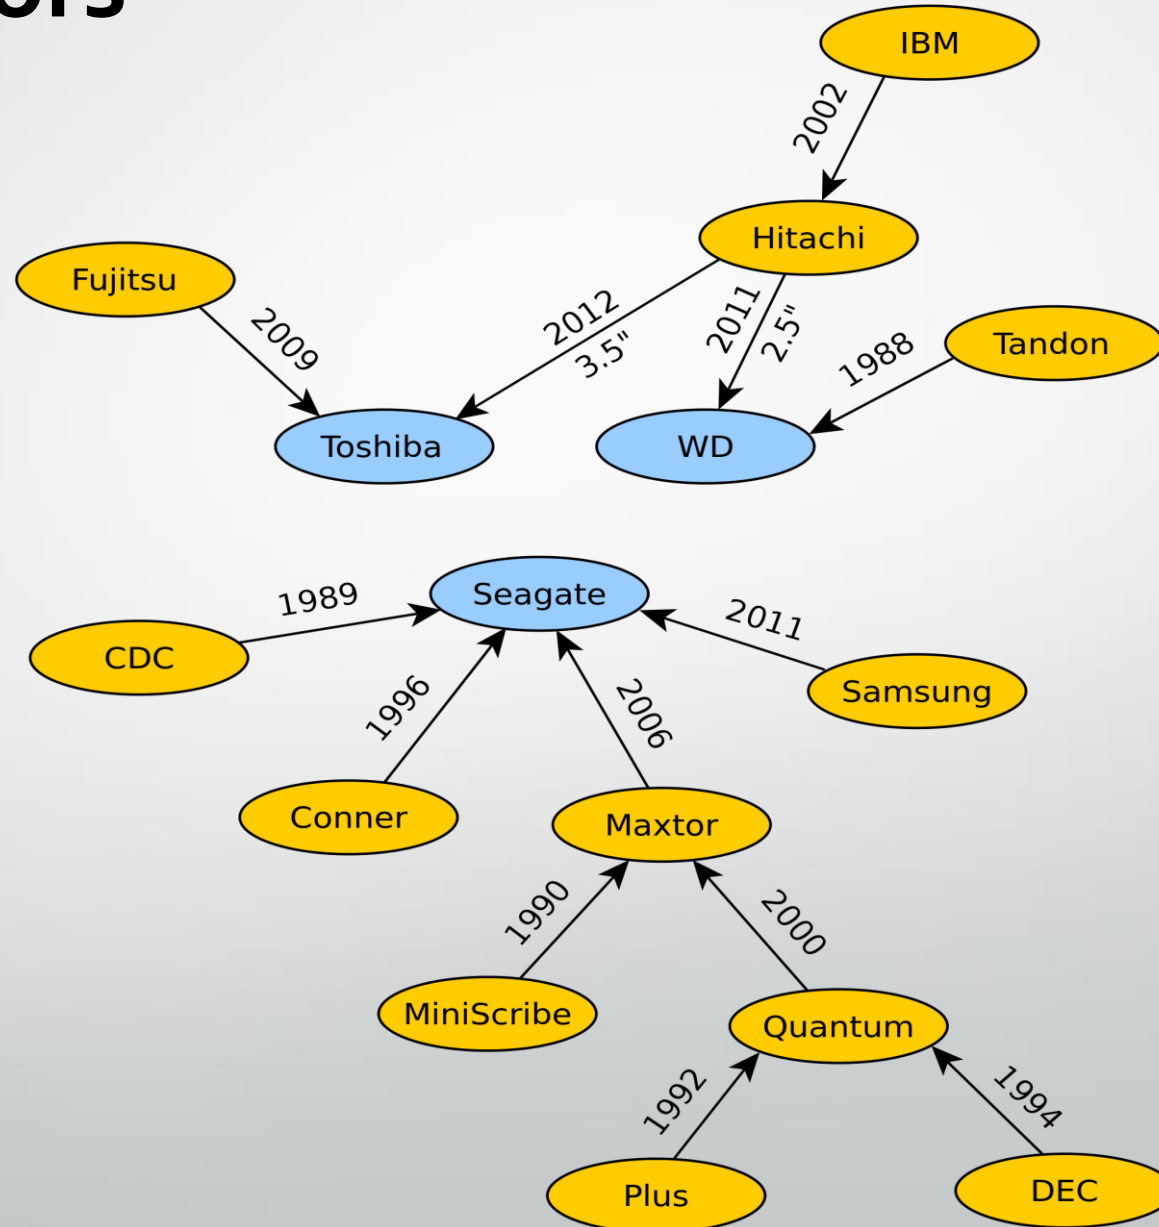 IBM
2002
Hitachi
Fujitsu
2009
2012
3.5"
2011
2.5"
1988
Tandon
Toshiba
WD
Seagate
1989
CDC
2011
Samsung
1996
2006
Conner
Maxtor
1990
2000
MiniScribe
Quantum
1992
1994
Plus
DEC